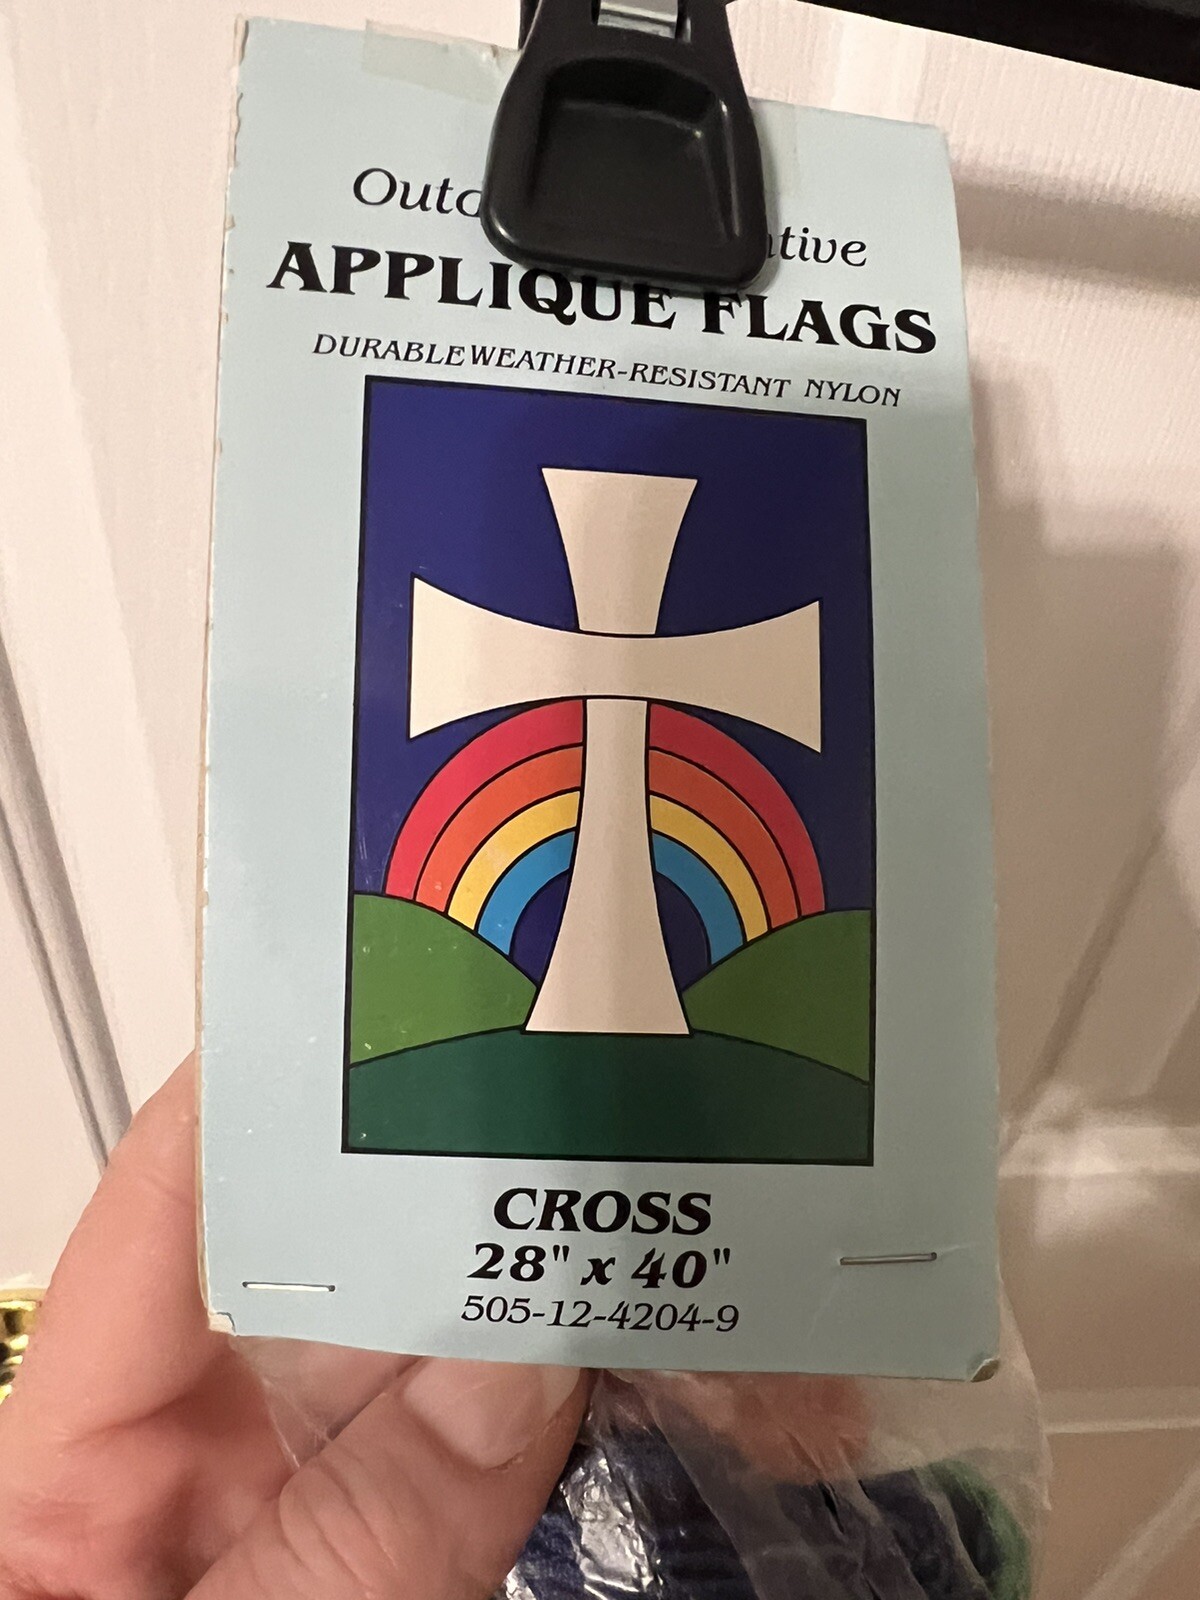 APPLIQUE FLAGS
DURABLE WEATHER-RESISTANT NYLON
CROSS
28" x 40"
505-12-4204-9